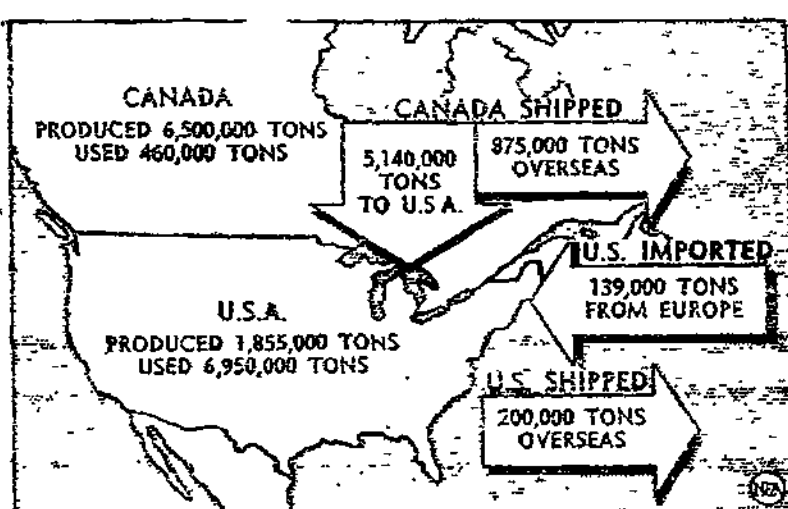 CANADA
PRODUCED 6,500,000 TONS
USED 460,000 TONS
CANADA SHIPPED
5,140,000
TONS
TO U.S.A.
875,000 TONS
OVERSEAS
U.S. IMPORTED
139,000 TONS
FROM EUROPE
U.S.A.
PRODUCED 1,855,000 TONS
USED 6,950,000 TONS
U.S. SHIPPED
200,000 TONS
OVERSEAS
NEA